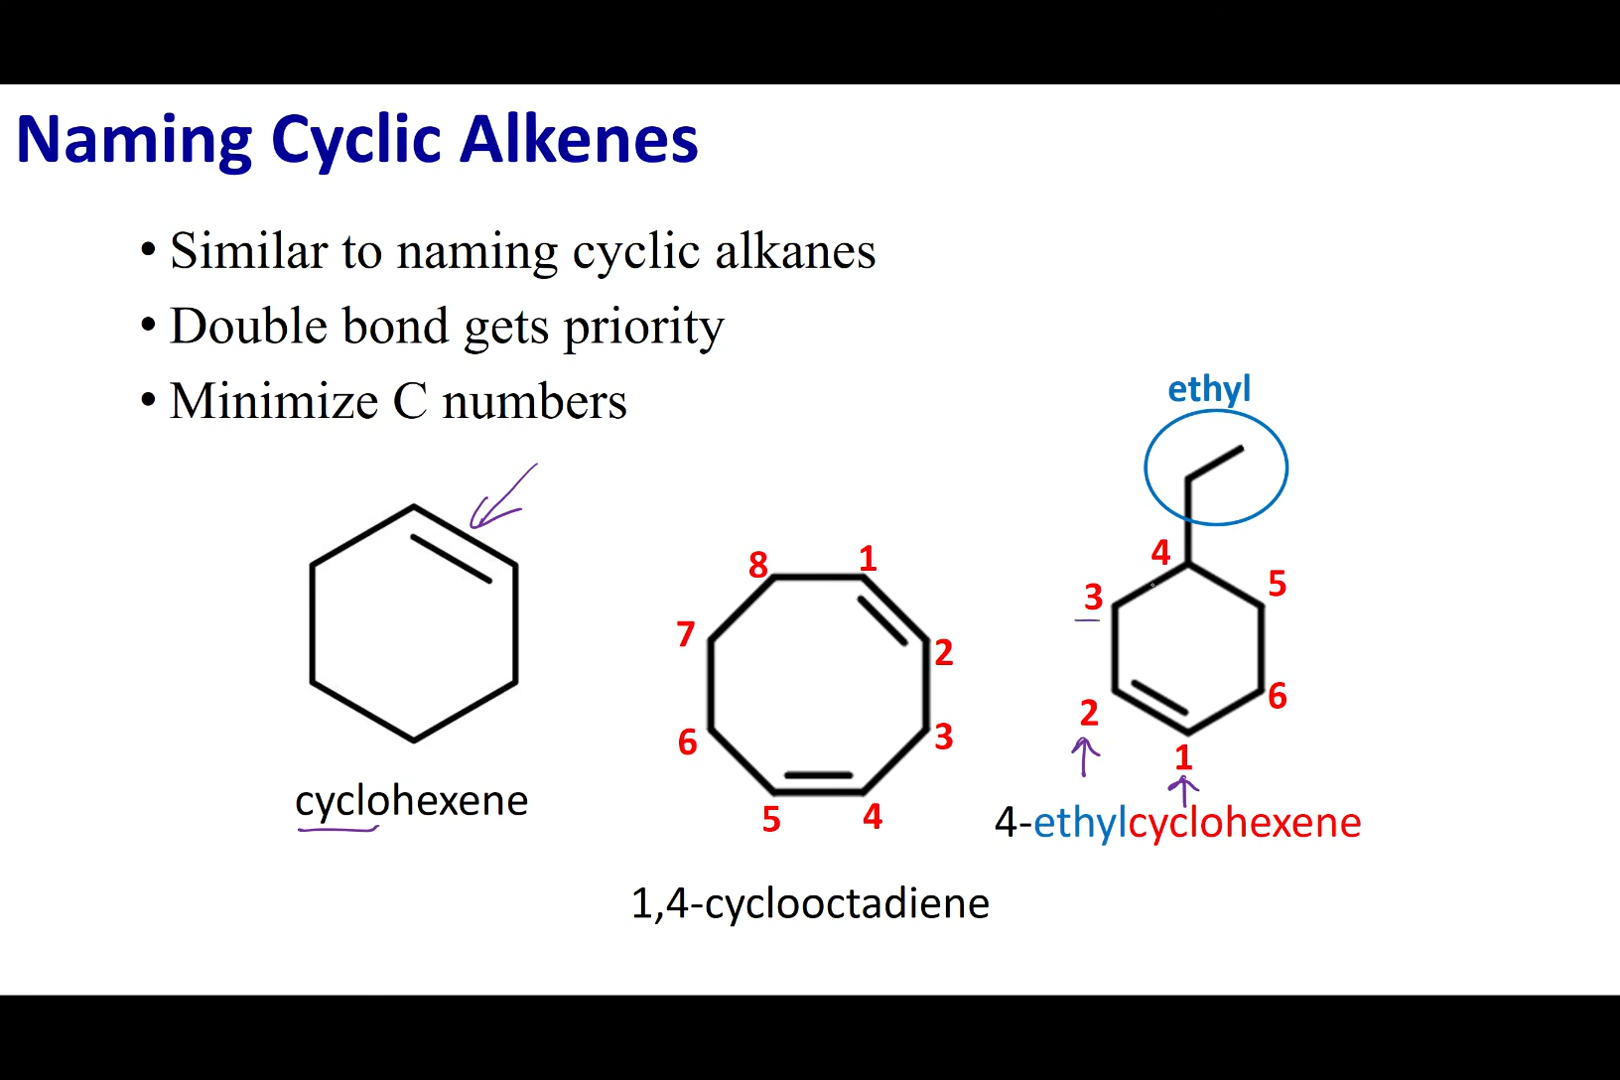 Naming Cyclic Alkenes
• Similar to naming cyclic alkanes
• Double bond gets priority
• Minimize C numbers
cyclohexene
8
1
7
2
6
3
5
4
1,4-cyclooctadiene
ethyl
4
5
3
2
6
1
4-ethylcyclohexene